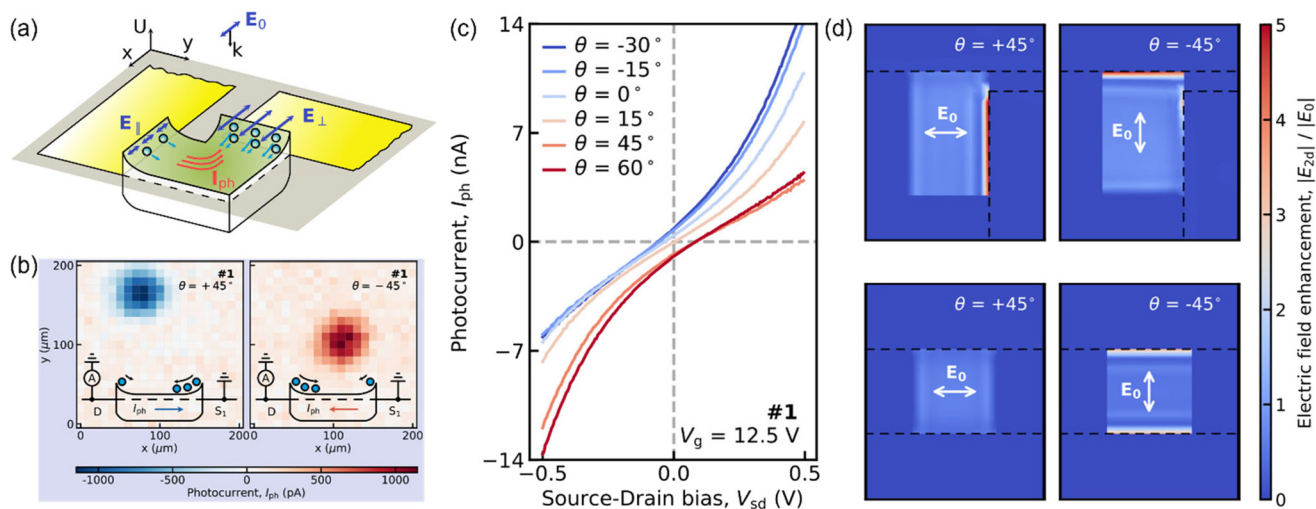 (a)
U
x
y
E₀
k
E∥
E⊥
Iph
(b)
200
100
0
y (μm)
#1
θ = +45°
A
D
Iph
S₁
0
100
200
x (μm)
#1
θ = −45°
A
D
Iph
S₁
0
100
200
x (μm)
-1000
-500
0
500
1000
Photocurrent, Iph (pA)
(c)
14
7
0
−7
−14
Photocurrent, Iph (nA)
θ = -30°
θ = -15°
θ = 0°
θ = 15°
θ = 45°
θ = 60°
#1
Vg = 12.5 V
−0.5
0.0
0.5
Source-Drain bias, Vsd (V)
(d)
θ = +45°
E₀
θ = -45°
E₀
θ = +45°
E₀
θ = -45°
E₀
5
4
3
2
1
0
Electric field enhancement, |E2d| / |E₀|